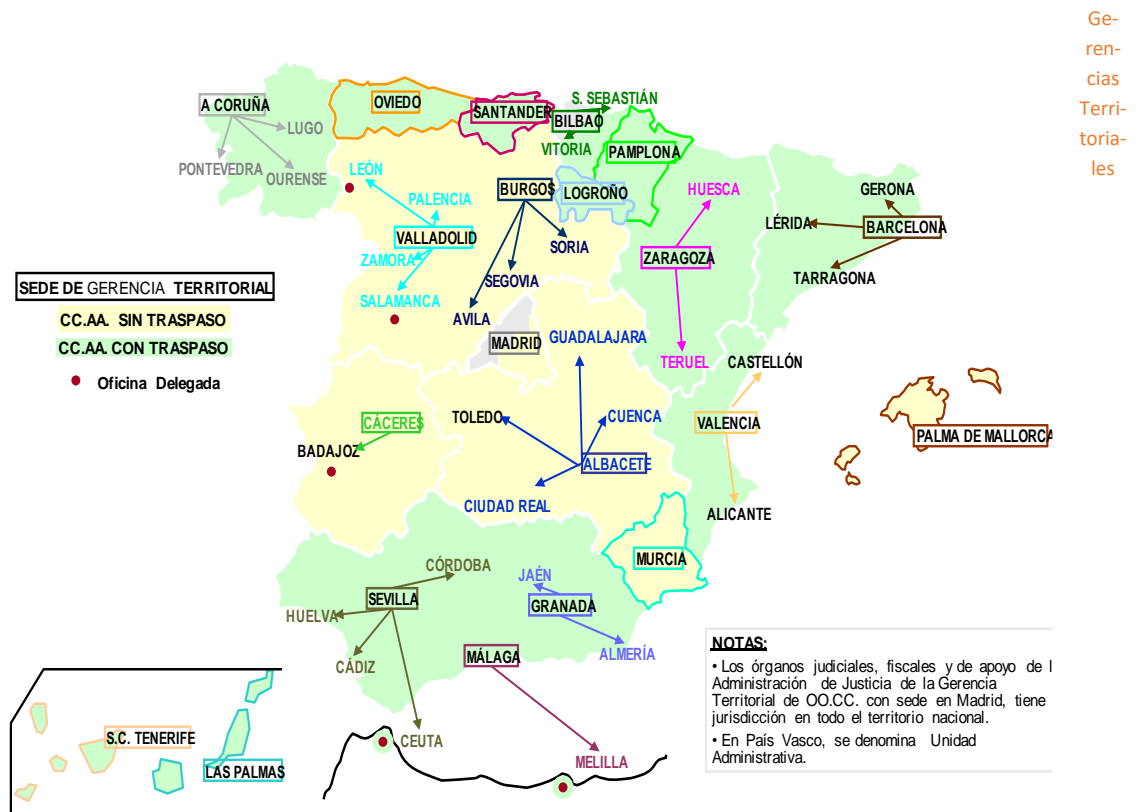 Ge-
ren-
cias
Terri-
toria-
les
A CORUÑA
LUGO
PONTEVEDRA
OURENSE
OVIEDO
SANTANDER
S. SEBASTIÁN
BILBAO
VITORIA
PAMPLONA
LOGROÑO
LEÓN
PALENCIA
VALLADOLID
ZAMORA
SALAMANCA
BURGOS
SORIA
SEGOVIA
AVILA
HUESCA
ZARAGOZA
TERUEL
GERONA
LÉRIDA
BARCELONA
TARRAGONA
SEDE DE GERENCIA TERRITORIAL
CC.AA. SIN TRASPASO
CC.AA. CON TRASPASO
Oficina Delegada
MADRID
GUADALAJARA
TOLEDO
CUENCA
ALBACETE
CIUDAD REAL
CÁCERES
BADAJOZ
CASTELLÓN
VALENCIA
ALICANTE
PALMA DE MALLORCA
MURCIA
CÓRDOBA
SEVILLA
HUELVA
CÁDIZ
CEUTA
JAÉN
GRANADA
ALMERÍA
MÁLAGA
MELILLA
S.C. TENERIFE
LAS PALMAS
NOTAS:
• Los órganos judiciales, fiscales y de apoyo de l
Administración de Justicia de la Gerencia
Territorial de OO.CC. con sede en Madrid, tiene
jurisdicción en todo el territorio nacional.
• En País Vasco, se denomina Unidad
Administrativa.